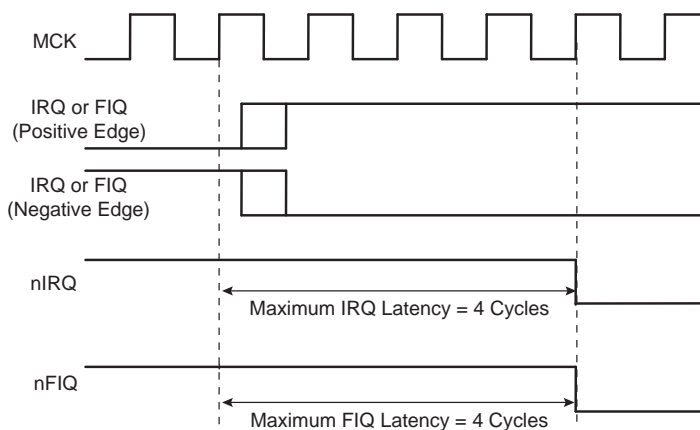 MCK
IRQ or FIQ
(Positive Edge)
IRQ or FIQ
(Negative Edge)
nIRQ
Maximum IRQ Latency = 4 Cycles
nFIQ
Maximum FIQ Latency = 4 Cycles